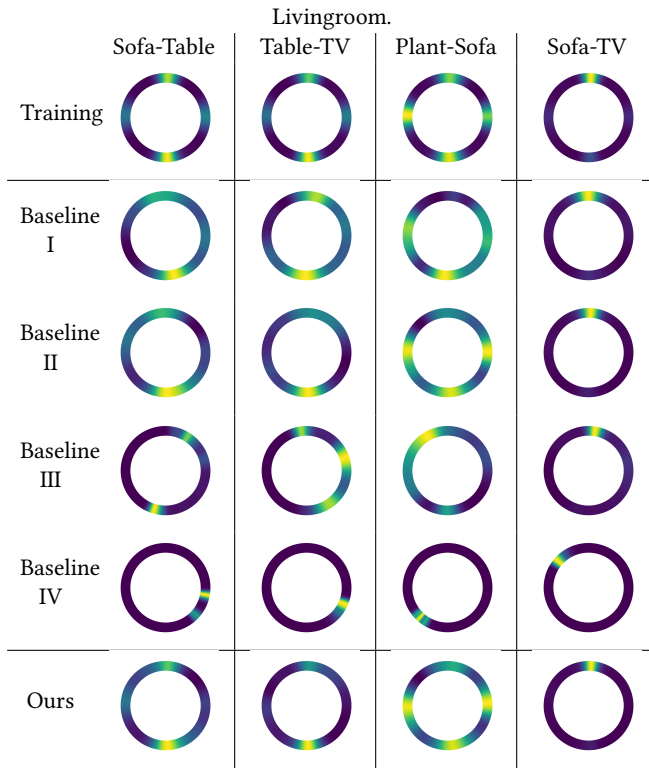 Livingroom.
Sofa-Table Table-TV Plant-Sofa Sofa-TV
Training
Baseline
I
Baseline
II
Baseline
III
Baseline
IV
Ours